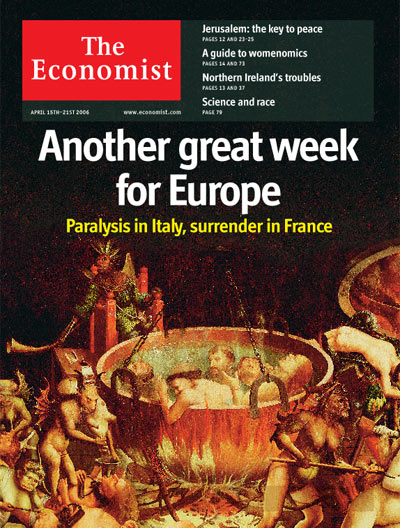 The
Economist
APRIL 15TH–21ST 2006
www.economist.com
Jerusalem: the key to peace
PAGES 12 AND 23–25
A guide to womenomics
PAGES 14 AND 73
Northern Ireland's troubles
PAGES 13 AND 37
Science and race
PAGE 79
Another great week
for Europe
Paralysis in Italy, surrender in France